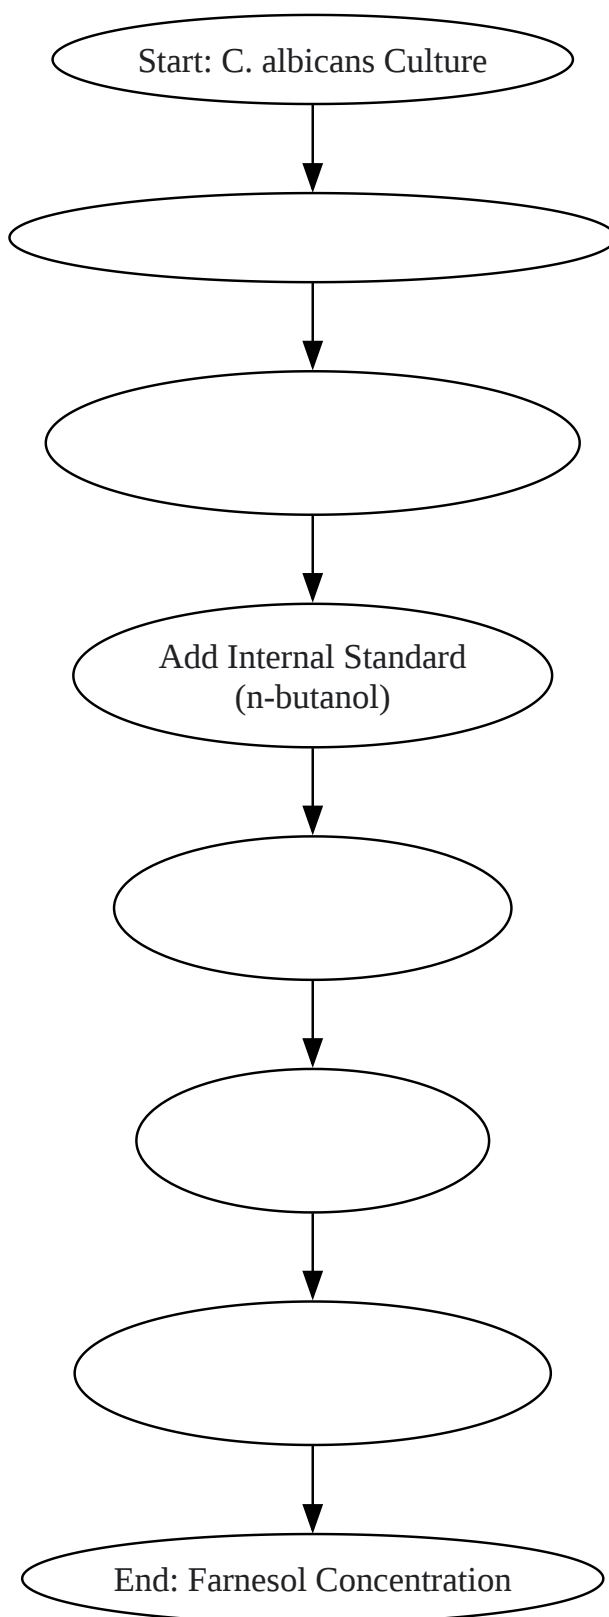 Start: C. albicans Culture
Add Internal Standard
(n-butanol)
End: Farnesol Concentration